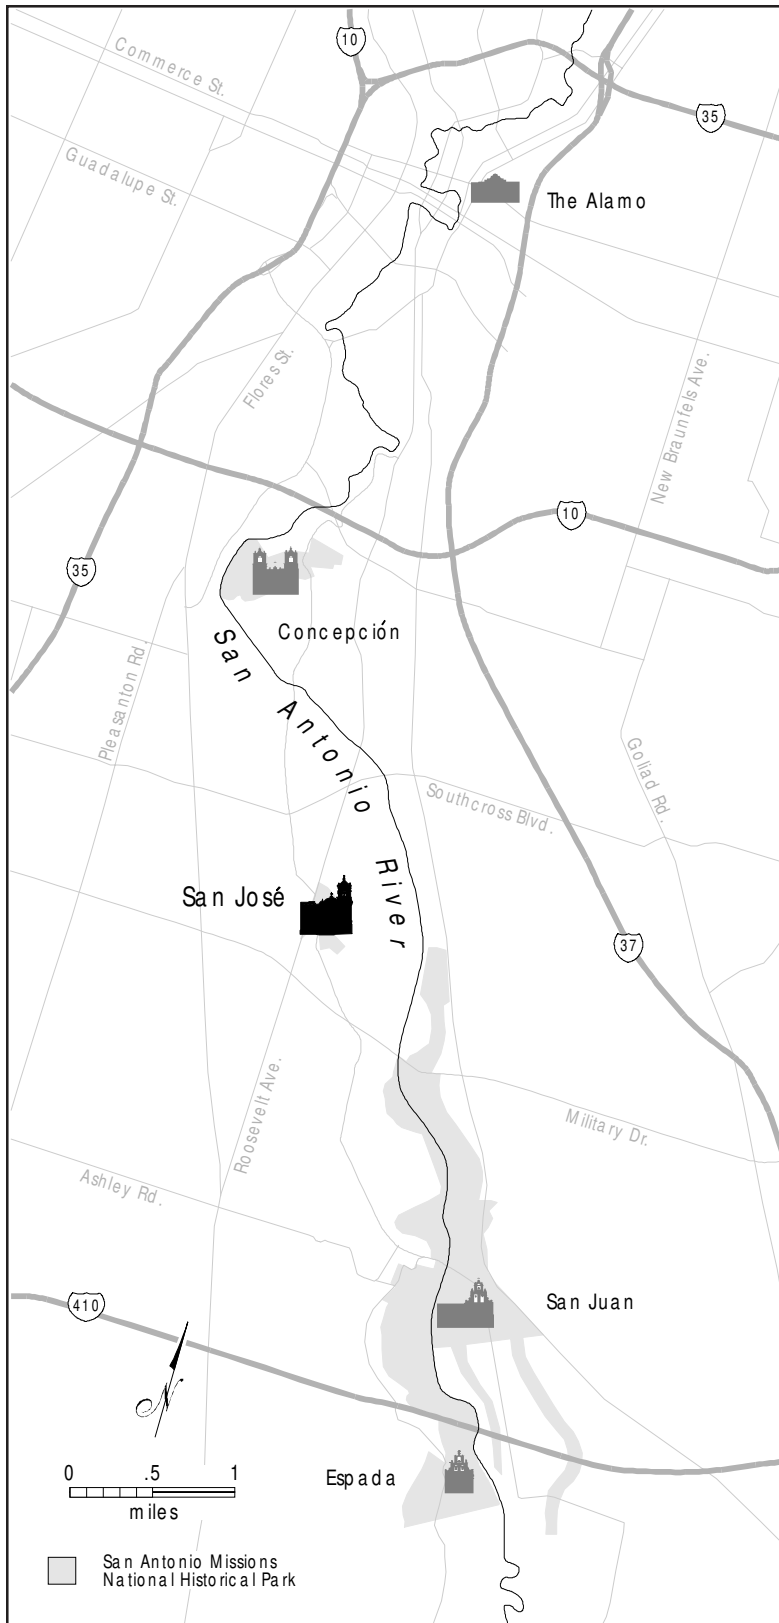 10
Commerce St.
35
Guadalupe St.
The Alamo
Flores St.
New Braunfels Ave.
10
35
Concepción
San Antonio River
Pleasanton Rd.
Goliad Rd.
Southcross Blvd.
San José
37
Roosevelt Ave.
Military Dr.
Ashley Rd.
410
San Juan
N
0 .5 1
miles
Espada
San Antonio Missions
National Historical Park